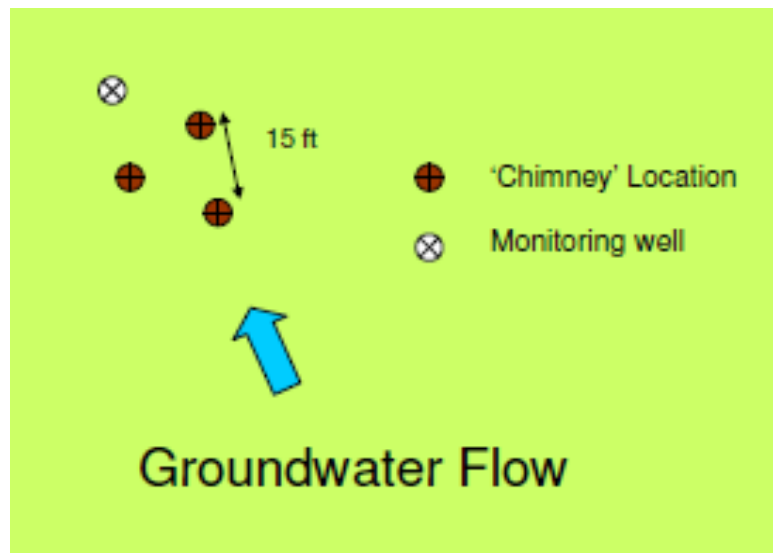 15 ft
‘Chimney’ Location
Monitoring well
Groundwater Flow